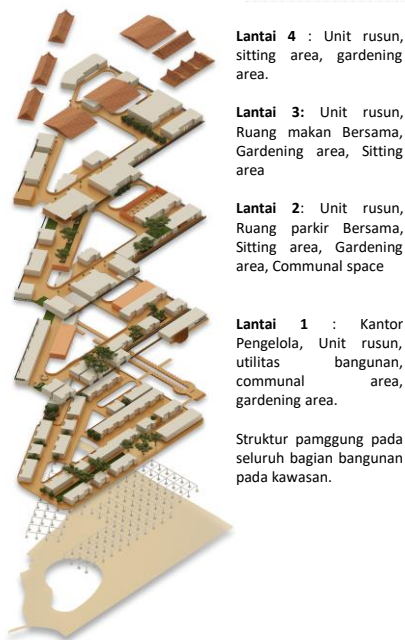 Lantai 4 : Unit rusun,
sitting area, gardening
area.
Lantai 3: Unit rusun,
Ruang makan Bersama,
Gardening area, Sitting
area
Lantai 2: Unit rusun,
Ruang parkir Bersama,
Sitting area, Gardening
area, Communal space
Lantai 1 : Kantor
Pengelola, Unit rusun,
utilitas bangunan,
communal area,
gardening area.
Struktur pamggung pada
seluruh bagian bangunan
pada kawasan.